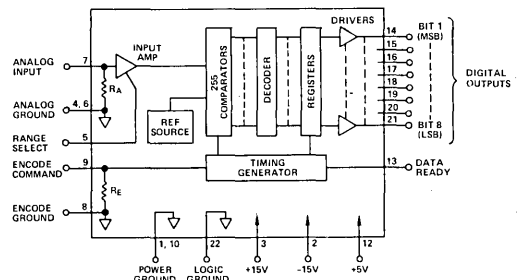 DRIVERS
14 BIT 1
(MSB)
15
16
17
18
19
20
21 BIT 8
(LSB)
DIGITAL
OUTPUTS
INPUT
AMP
ANALOG
INPUT
7
RA
ANALOG
GROUND
4, 6
RANGE
SELECT
5
REF
SOURCE
255
COMPARATORS
DECODER
REGISTERS
ENCODE
COMMAND
9
TIMING
GENERATOR
13 DATA
READY
RE
ENCODE
GROUND
8
1, 10
22
3
2
12
POWER
GROUND
LOGIC
GROUND
+15V
-15V
+5V